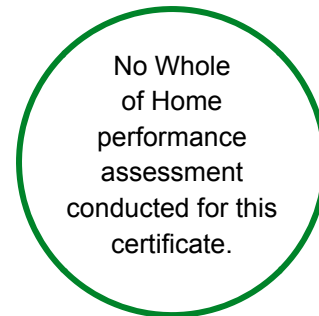 No Whole
of Home
performance
assessment
conducted for this
certificate.